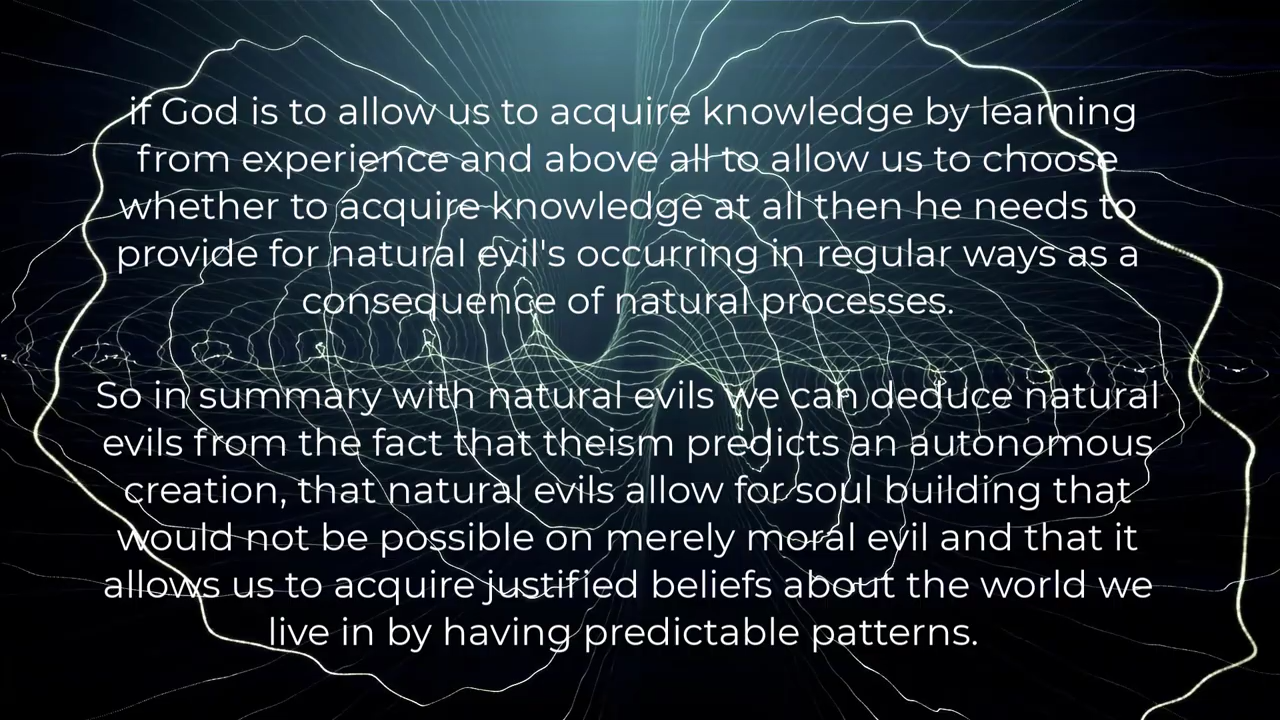 if God is to allow us to acquire knowledge by learning
from experience and above all to allow us to choose
whether to acquire knowledge at all then he needs to
provide for natural evil's occurring in regular ways as a
consequence of natural processes.
So in summary with natural evils we can deduce natural
evils from the fact that theism predicts an autonomous
creation, that natural evils allow for soul building that
would not be possible on merely moral evil and that it
allows us to acquire justified beliefs about the world we
live in by having predictable patterns.